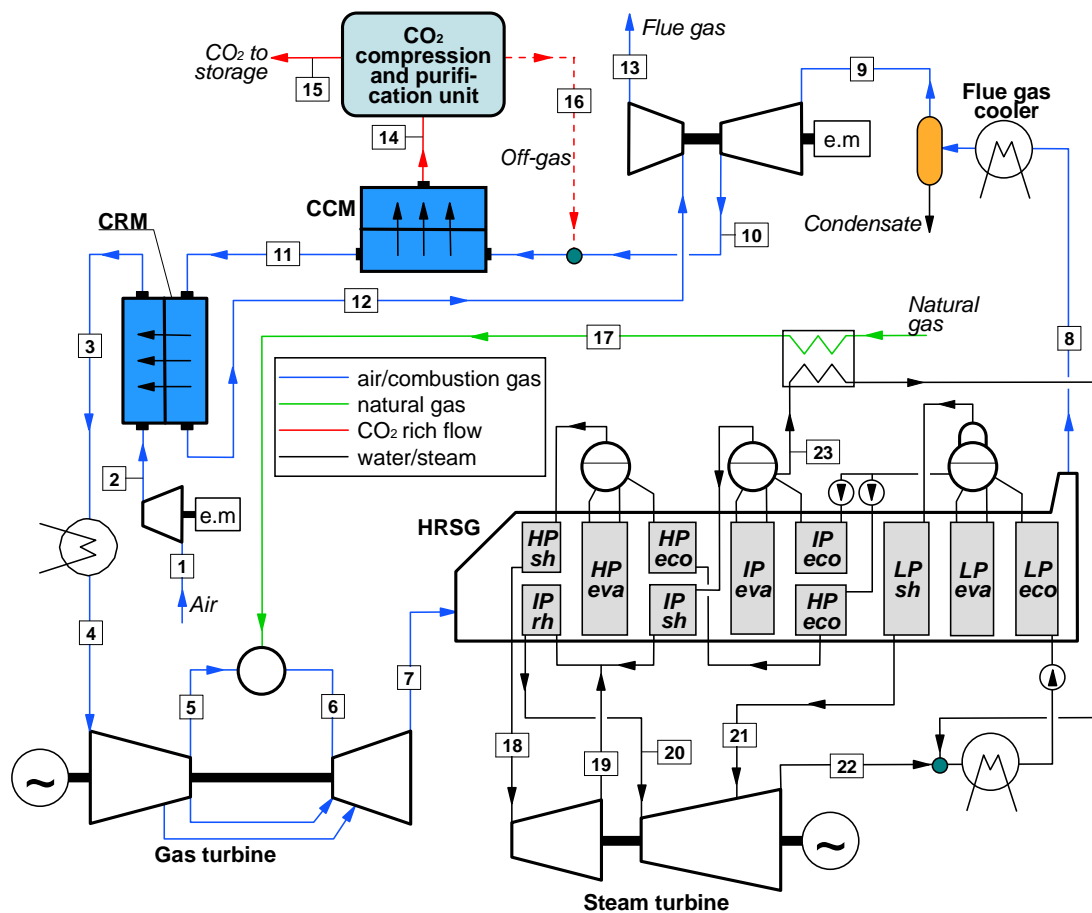 CO2 to
storage
15
CO2
compression
and purifi-
cation unit
16
14
Off-gas
Flue gas
13
e.m
9
Flue gas
cooler
Condensate
10
CCM
CRM
11
12
3
2
e.m
1
Air
4
17
Natural
gas
8
air/combustion gas
natural gas
CO2 rich flow
water/steam
23
HRSG
HP
sh
HP
eva
HP
eco
IP
rh
IP
sh
IP
eva
IP
eco
HP
eco
LP
sh
LP
eva
LP
eco
5
6
7
18
19
20
21
22
~
Gas turbine
~
Steam turbine